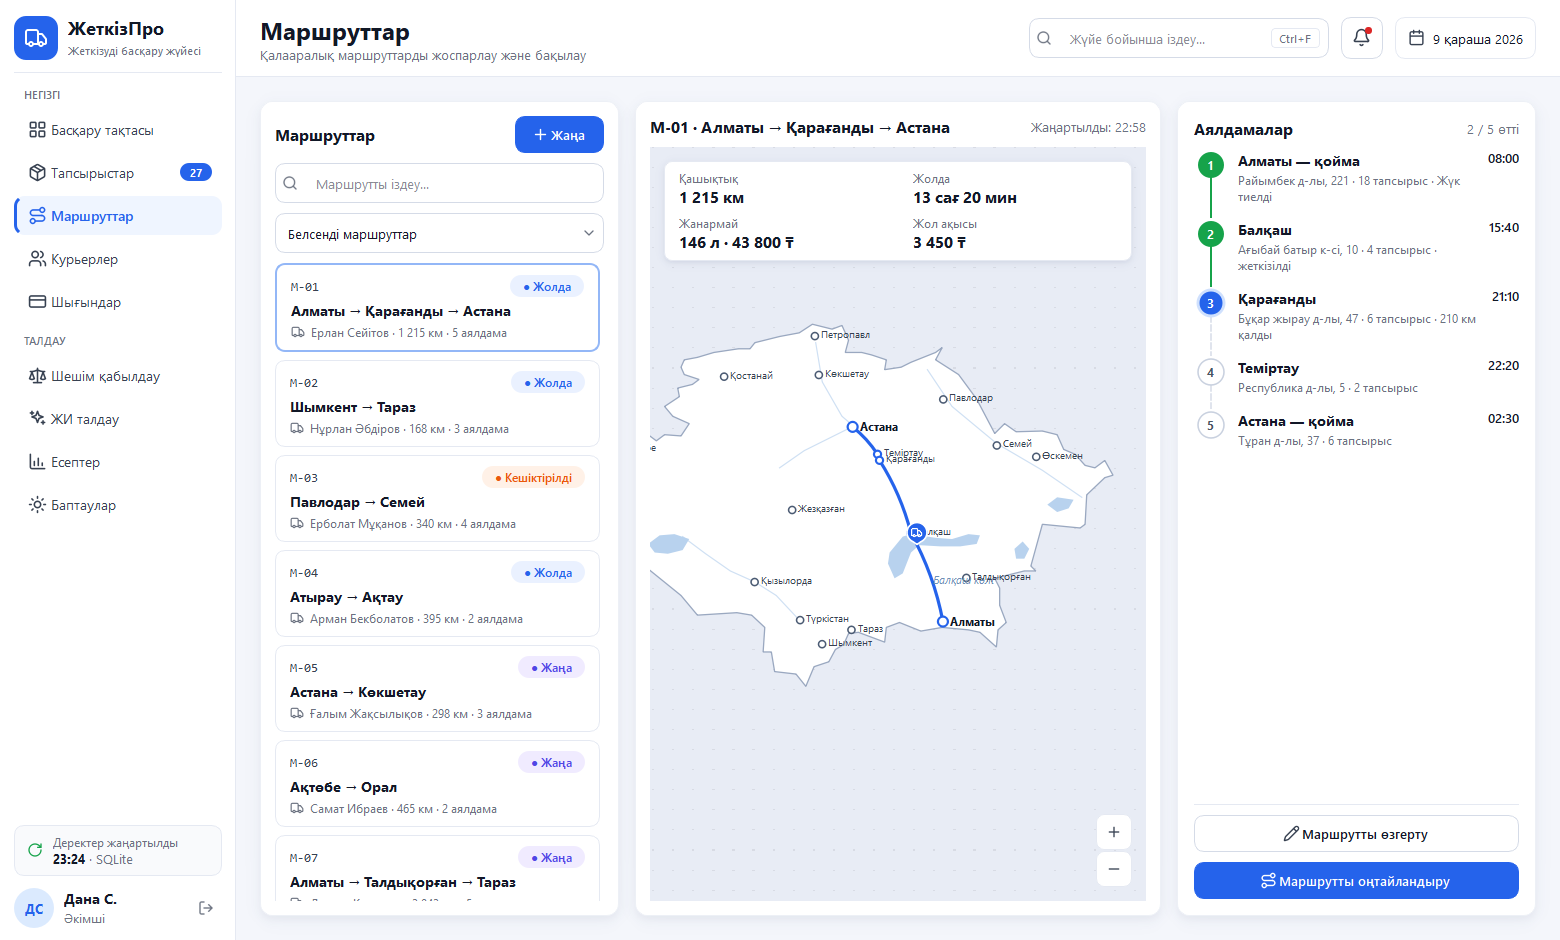 ЖеткізПро
Жеткізуді басқару жүйесі
НЕГІЗГІ
Басқару тақтасы
Тапсырыстар
27
Маршруттар
Курьерлер
Шығындар
ТАЛДАУ
Шешім қабылдау
ЖИ талдау
Есептер
Баптаулар
Деректер жаңартылды
23:24 · SQLite
ДС
Дана С.
Әкімші
Маршруттар
Қалааралық маршруттарды жоспарлау және бақылау
Жүйе бойынша іздеу...
Ctrl+F
9 қараша 2026
Маршруттар
+ Жаңа
Маршрутты іздеу...
Белсенді маршруттар
М-01
• Жолда
Алматы → Қарағанды → Астана
Ерлан Сейітов · 1 215 км · 5 аялдама
М-02
• Жолда
Шымкент → Тараз
Нұрлан Әбдіров · 168 км · 3 аялдама
М-03
• Кешіктірілді
Павлодар → Семей
Ерболат Мұқанов · 340 км · 4 аялдама
М-04
• Жолда
Атырау → Ақтау
Арман Бекболатов · 395 км · 2 аялдама
М-05
• Жаңа
Астана → Көкшетау
Ғалым Жақсылықов · 298 км · 3 аялдама
М-06
• Жаңа
Ақтөбе → Орал
Самат Ибраев · 465 км · 2 аялдама
М-07
• Жаңа
Алматы → Талдықорған → Тараз
М-01 · Алматы → Қарағанды → Астана
Жаңартылды: 22:58
Қашықтық
1 215 км
Жолда
13 сағ 20 мин
Жанармай
146 л · 43 800 ₸
Жол ақысы
3 450 ₸
Петропавл
Қостанай
Көкшетау
Павлодар
Астана
Теміртау
Қарағанды
Семей
Өскемен
е
Жезқазған
лқаш
Балқаш көлі
Талдықорған
Қызылорда
Түркістан
Тараз
Шымкент
Алматы
+
−
Аялдамалар
2 / 5 өтті
1
Алматы — қойма
08:00
Райымбек д-лы, 221 · 18 тапсырыс · Жүк
тиелді
2
Балқаш
15:40
Ағыбай батыр к-сі, 10 · 4 тапсырыс ·
жеткізілді
3
Қарағанды
21:10
Бұқар жырау д-лы, 47 · 6 тапсырыс · 210 км
қалды
4
Теміртау
22:20
Республика д-лы, 5 · 2 тапсырыс
5
Астана — қойма
02:30
Тұран д-лы, 37 · 6 тапсырыс
Маршрутты өзгерту
Маршрутты оңтайландыру